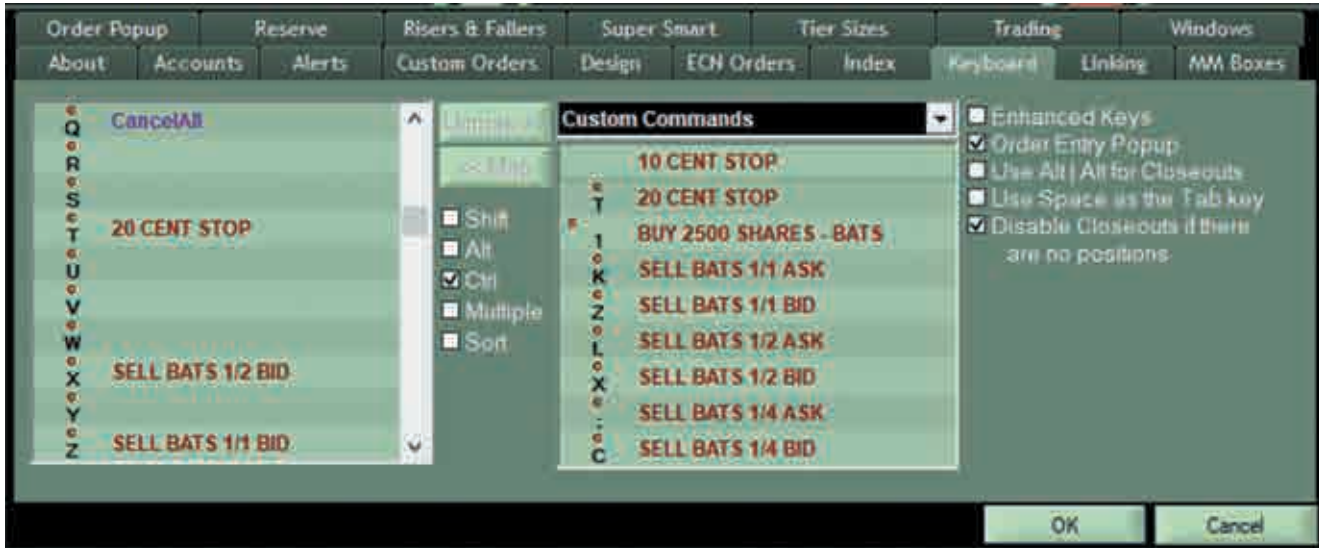 Order Popup Reserve Risers & Fallers Super Smart Tier Sizes Trading Windows
About Accounts Alerts Custom Orders Design ECN Orders Index Keyboard Linking MM Boxes
c Q CancelAll
c R
c S
c T 20 CENT STOP
c U
c V
c W
c X SELL BATS 1/2 BID
c Y
c Z SELL BATS 1/1 BID
<< Map
Shift
Alt
Ctrl
Multiple
Sort
Custom Commands
10 CENT STOP
c T 20 CENT STOP
1 BUY 2500 SHARES - BATS
c K SELL BATS 1/1 ASK
c Z SELL BATS 1/1 BID
c L SELL BATS 1/2 ASK
c X SELL BATS 1/2 BID
c SELL BATS 1/4 ASK
c C SELL BATS 1/4 BID
Enhanced Keys
Order Entry Popup
Use Alt | Alt for Closeouts
Use Space as the Tab key
Disable Closeouts if there
are no positions
OK Cancel